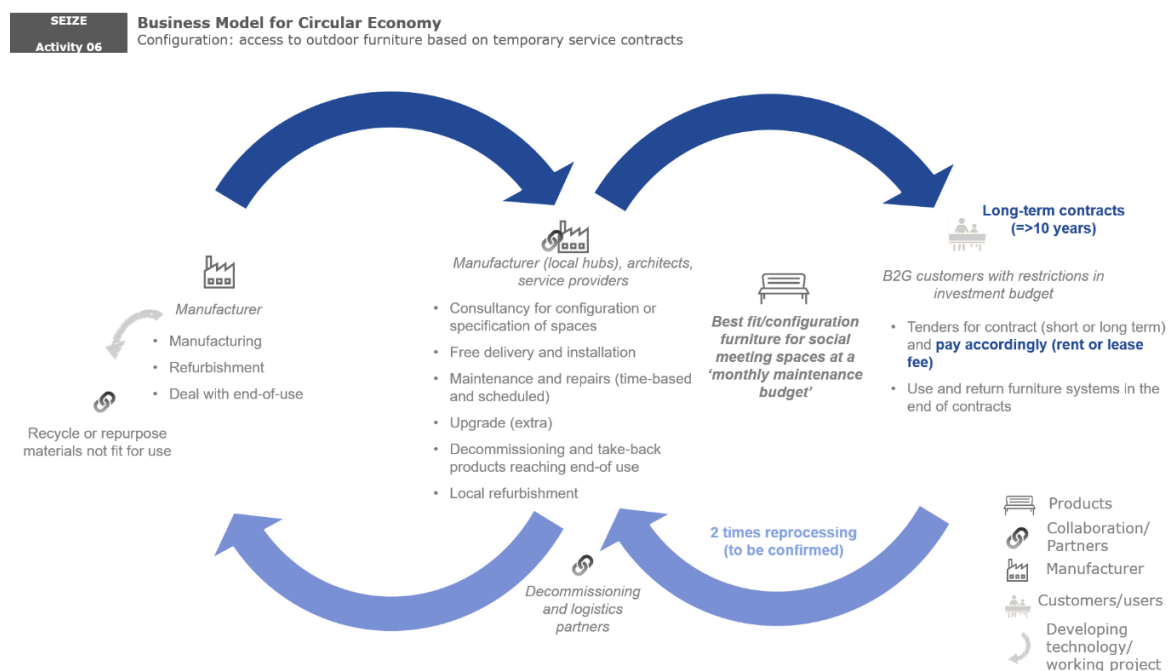 SEIZE
Activity 06
Business Model for Circular Economy
Configuration: access to outdoor furniture based on temporary service contracts
Manufacturer
• Manufacturing
• Refurbishment
• Deal with end-of-use
Recycle or repurpose
materials not fit for use
Manufacturer (local hubs), architects,
service providers
• Consultancy for configuration or
specification of spaces
• Free delivery and installation
• Maintenance and repairs (time-based
and scheduled)
• Upgrade (extra)
• Decommissioning and take-back
products reaching end-of use
• Local refurbishment
Best fit/configuration
furniture for social
meeting spaces at a
‘monthly maintenance
budget’
Long-term contracts
(=>10 years)
B2G customers with restrictions in
investment budget
• Tenders for contract (short or long term)
and pay accordingly (rent or lease
fee)
• Use and return furniture systems in the
end of contracts
2 times reprocessing
(to be confirmed)
Decommissioning
and logistics
partners
Products
Collaboration/
Partners
Manufacturer
Customers/users
Developing
technology/
working project